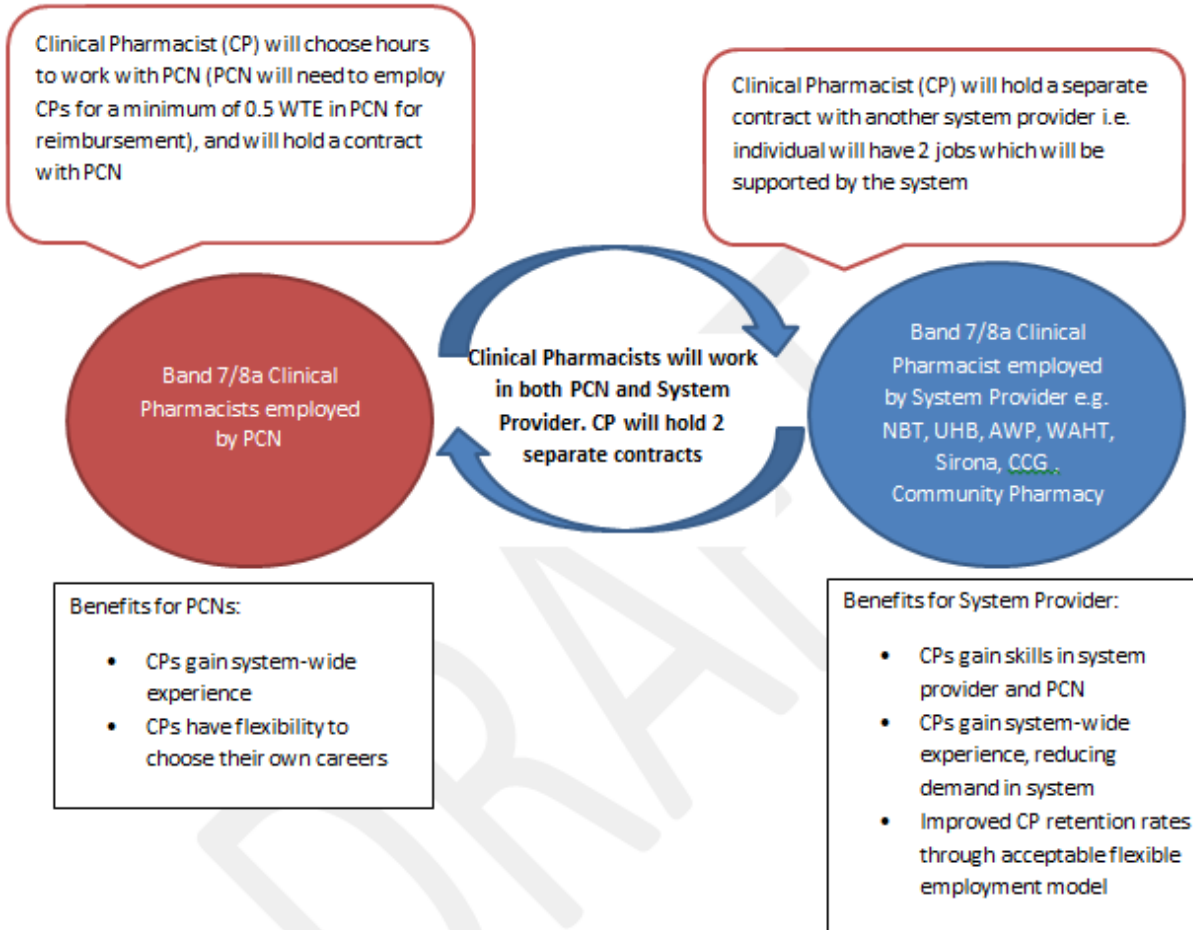 Clinical Pharmacist (CP) will choose hours
to work with PCN (PCN will need to employ
CPs for a minimum of 0.5 WTE in PCN for
reimbursement), and will hold a contract
with PCN
Clinical Pharmacist (CP) will hold a separate
contract with another system provider i.e.
individual will have 2 jobs which will be
supported by the system
Band 7/8a Clinical
Pharmacists employed
by PCN
Clinical Pharmacists will work
in both PCN and System
Provider. CP will hold 2
separate contracts
Band 7/8a Clinical
Pharmacist employed
by System Provider e.g.
NBT, UHB, AWP, WAHT,
Sirona, CCG .
Community Pharmacy
Benefits for PCNs:
• CPs gain system-wide
experience
• CPs have flexibility to
choose their own careers
Benefits for System Provider:
• CPs gain skills in system
provider and PCN
• CPs gain system-wide
experience, reducing
demand in system
• Improved CP retention rates
through acceptable flexible
employment model
DRAFT